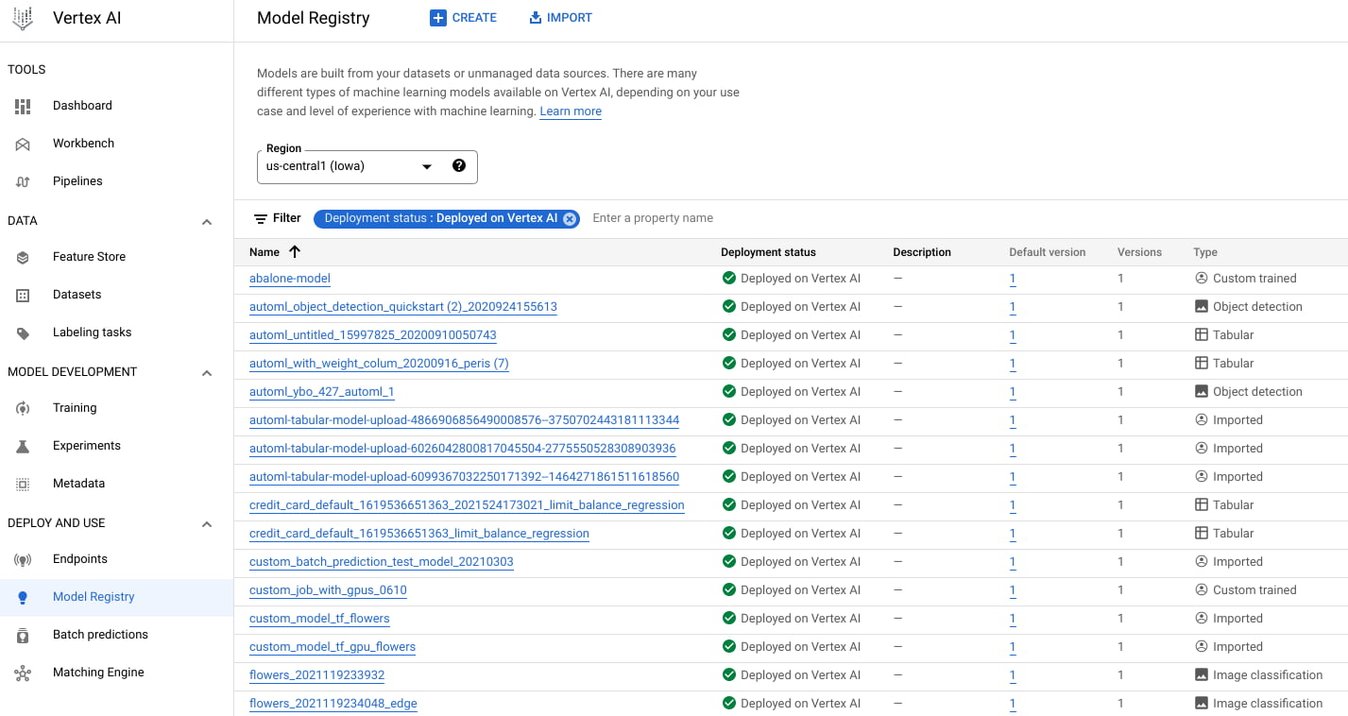 Vertex AI
Model Registry
CREATE
IMPORT
TOOLS
Dashboard
Workbench
Pipelines
DATA
Feature Store
Datasets
Labeling tasks
MODEL DEVELOPMENT
Training
Experiments
Metadata
DEPLOY AND USE
Endpoints
Model Registry
Batch predictions
Matching Engine
Models are built from your datasets or unmanaged data sources. There are many
different types of machine learning models available on Vertex AI, depending on your use
case and level of experience with machine learning. Learn more
Region
us-central1 (Iowa)
Filter Deployment status : Deployed on Vertex AI Enter a property name
Name Deployment status Description Default version Versions Type
abalone-model Deployed on Vertex AI — 1 1 Custom trained
automl_object_detection_quickstart (2)_2020924155613 Deployed on Vertex AI — 1 1 Object detection
automl_untitled_15997825_20200910050743 Deployed on Vertex AI — 1 1 Tabular
automl_with_weight_colum_20200916_peris (7) Deployed on Vertex AI — 1 1 Tabular
automl_ybo_427_automl_1 Deployed on Vertex AI — 1 1 Object detection
automl-tabular-model-upload-4866906856490008576--3750702443181113344 Deployed on Vertex AI — 1 1 Imported
automl-tabular-model-upload-6026042800817045504-2775550528308903936 Deployed on Vertex AI — 1 1 Imported
automl-tabular-model-upload-6099367032250171392--1464271861511618560 Deployed on Vertex AI — 1 1 Imported
credit_card_default_1619536651363_2021524173021_limit_balance_regression Deployed on Vertex AI — 1 1 Tabular
credit_card_default_1619536651363_limit_balance_regression Deployed on Vertex AI — 1 1 Tabular
custom_batch_prediction_test_model_20210303 Deployed on Vertex AI — 1 1 Imported
custom_job_with_gpus_0610 Deployed on Vertex AI — 1 1 Custom trained
custom_model_tf_flowers Deployed on Vertex AI — 1 1 Imported
custom_model_tf_gpu_flowers Deployed on Vertex AI — 1 1 Imported
flowers_2021119233932 Deployed on Vertex AI — 1 1 Image classification
flowers_2021119234048_edge Deployed on Vertex AI — 1 1 Image classification